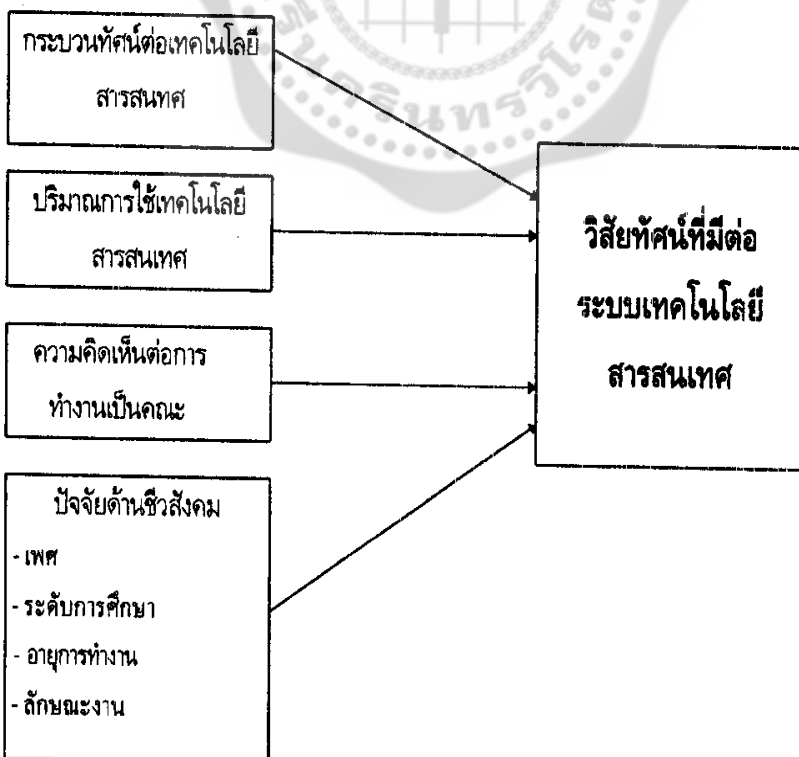 กระบวนทัศน์ต่อเทคโนโลยี
สารสนทศ
ปริมาณการใช้เทคโนโลยี
สารสนเทศ
ความคิดเห็นต่อการ
ทำงานเป็นคณะ
ปัจจัยด้านชีวสังคม
- เพศ
- ระดับการศึกษา
- อายุการทำงาน
- ลักษณะงาน
วิสัยทัศน์ที่มีต่อ
ระบบเทคโนโลยี
สารสนเทศ